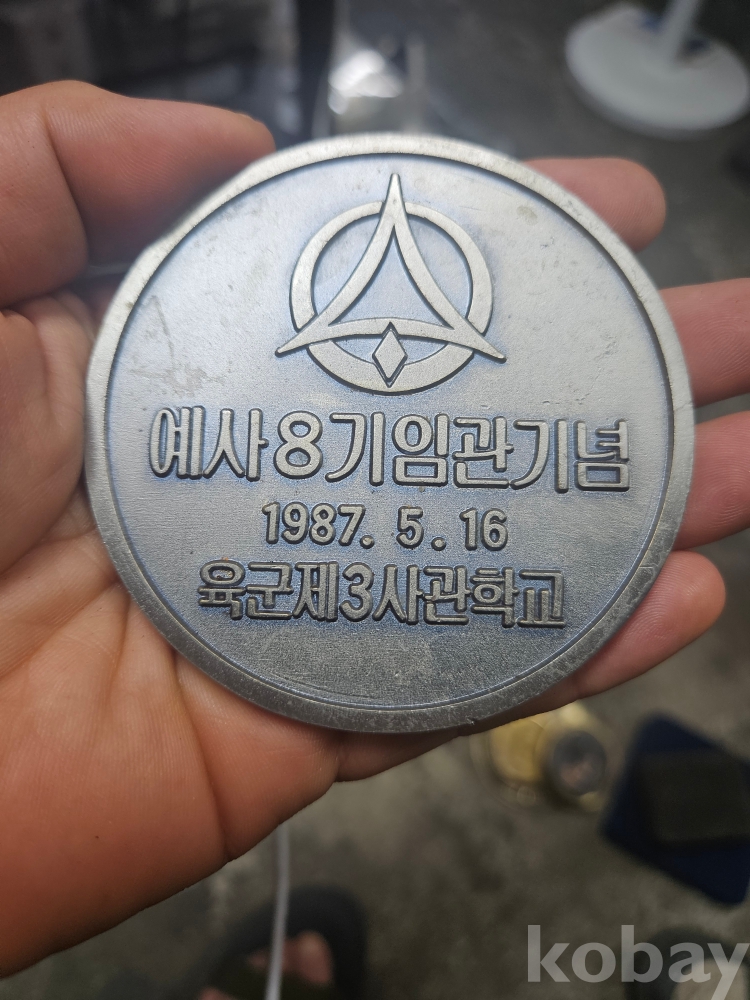 예사8기임관기념
1987. 5. 16
육군제3사관학교
kobay